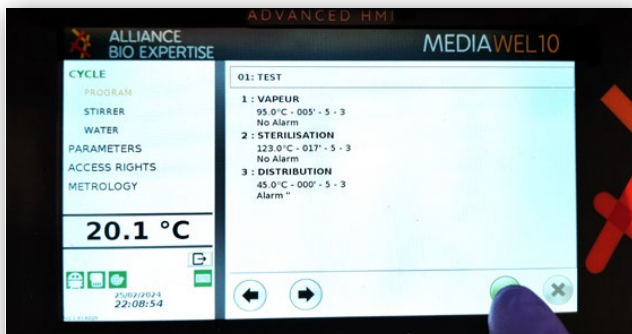 ADVANCED HMI
ALLIANCE
BIO EXPERTISE
MEDIAWEL10
CYCLE
PROGRAM
STIRRER
WATER
PARAMETERS
ACCESS RIGHTS
METROLOGY
20.1 °C
25/02/2024
22:08:54
01: TEST
1 : VAPEUR
95.0°C - 005' - 5 - 3
No Alarm
2 : STERILISATION
123.0°C - 017' - 5 - 3
No Alarm
3 : DISTRIBUTION
45.0°C - 000' - 5 - 3
Alarm "